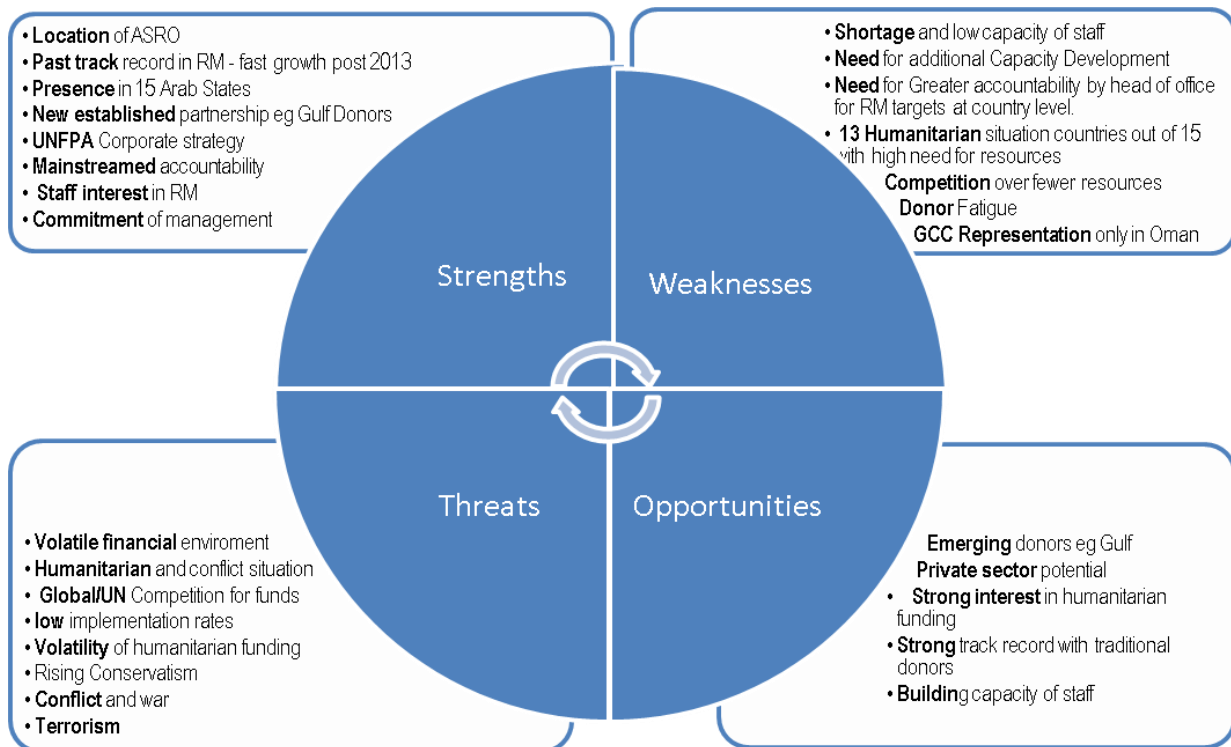 • Location of ASRO
• Past track record in RM - fast growth post 2013
• Presence in 15 Arab States
• New established partnership eg Gulf Donors
• UNFPA Corporate strategy
• Mainstreamed accountability
• Staff interest in RM
• Commitment of management
• Shortage and low capacity of staff
• Need for additional Capacity Development
• Need for Greater accountability by head of office
for RM targets at country level.
• 13 Humanitarian situation countries out of 15
with high need for resources
Competition over fewer resources
Donor Fatigue
GCC Representation only in Oman
Strengths
Weaknesses
Threats
Opportunities
• Volatile financial enviroment
• Humanitarian and conflict situation
• Global/UN Competition for funds
• low implementation rates
• Volatility of humanitarian funding
• Rising Conservatism
• Conflict and war
• Terrorism
Emerging donors eg Gulf
Private sector potential
• Strong interest in humanitarian
funding
• Strong track record with traditional
donors
• Building capacity of staff